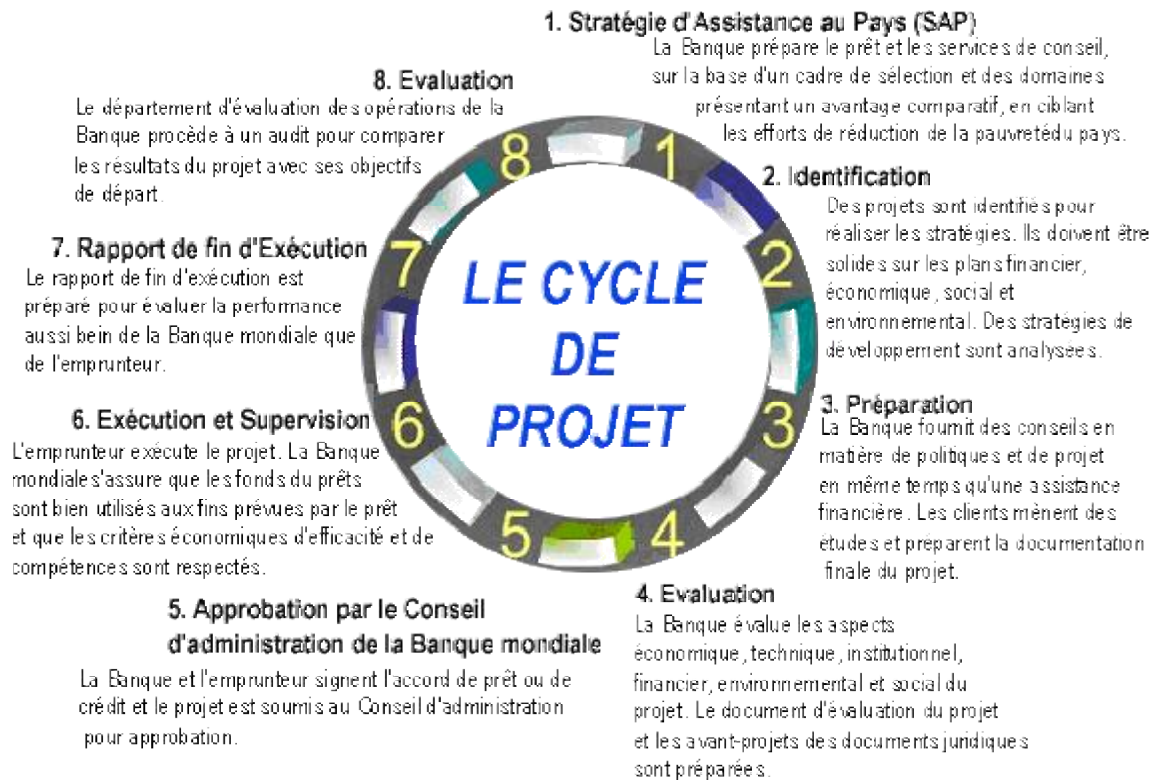 LE CYCLE
DE
PROJET
1
2
3
4
5
6
7
8
1. Stratégie d'Assistance au Pays (SAP)
La Banque prépare le prêt et les services de conseil,
sur la base d'un cadre de sélection et des domaines
présentant un avantage comparatif, en ciblant
les efforts de réduction de la pauvretédu pays.
2. Identification
Des projets sont identifiés pour
réaliser les stratégies. Ils doivent être
solides sur les plans financier,
économique, social et
environnemental. Des stratégies de
développement sont analysées.
3. Préparation
La Banque fournit des conseils en
matière de politiques et de projet
en même temps qu'une assistance
financière. Les clients mènent des
études et préparent la documentation
finale du projet.
4. Evaluation
La Banque évalue les aspects
économique, technique, institutionnel,
financier, environnemental et social du
projet. Le document d'évaluation du projet
et les avant-projets des documents juridiques
sont préparées.
5. Approbation par le Conseil
d'administration de la Banque mondiale
La Banque et l'emprunteur signent l'accord de prêt ou de
crédit et le projet est soumis au Conseil d'administration
pour approbation.
6. Exécution et Supervision
L'emprunteur exécute le projet. La Banque
mondiale s'assure que les fonds du prêts
sont bien utilisés aux fins prévues par le prêt
et que les critères économiques d'efficacité et de
compétences sont respectés.
7. Rapport de fin d'Exécution
Le rapport de fin d'exécution est
préparé pour évaluer la performance
aussi bein de la Banque mondiale que
de l'emprunteur.
8. Evaluation
Le département d'évaluation des opérations de la
Banque procède à un audit pour comparer
les résultats du projet avec ses objectifs
de départ.